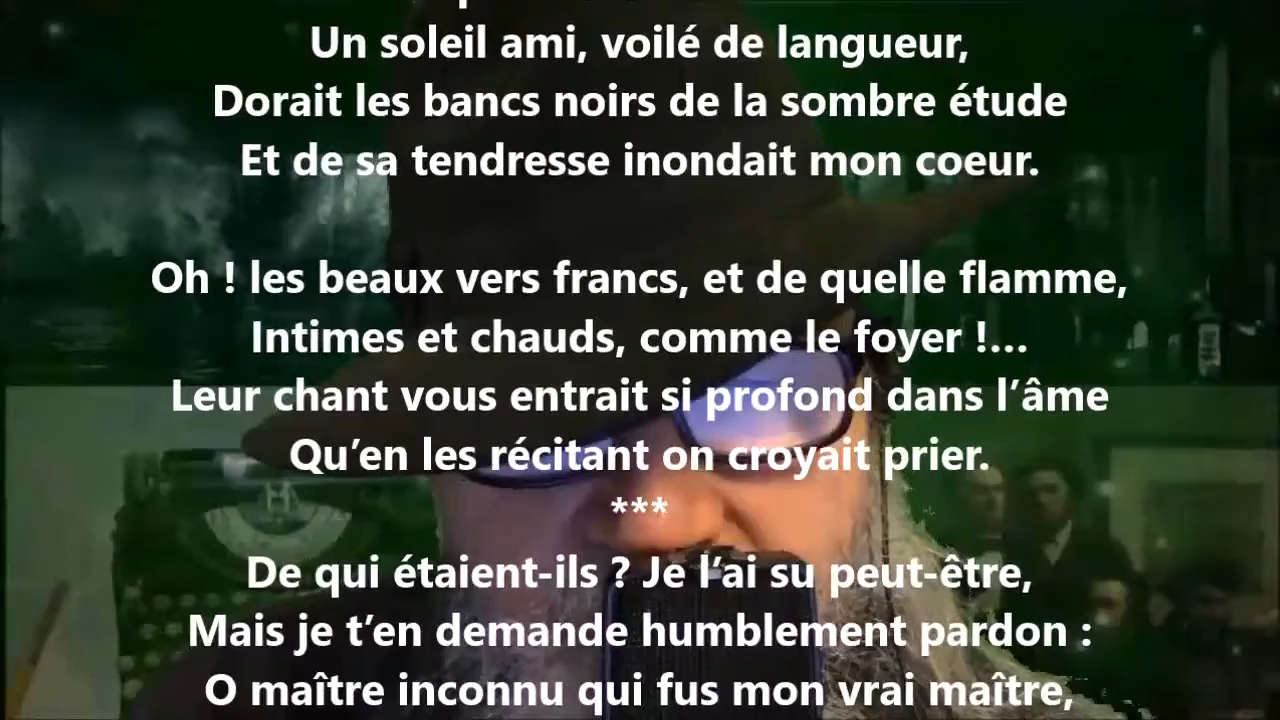 Un soleil ami, voilé de langueur,
Dorait les bancs noirs de la sombre étude
Et de sa tendresse inondait mon coeur.
Oh ! les beaux vers francs, et de quelle flamme,
Intimes et chauds, comme le foyer !…
Leur chant vous entrait si profond dans l’âme
Qu’en les récitant on croyait prier.
***
De qui étaient-ils ? Je l’ai su peut-être,
Mais je t’en demande humblement pardon :
O maître inconnu qui fus mon vrai maître,